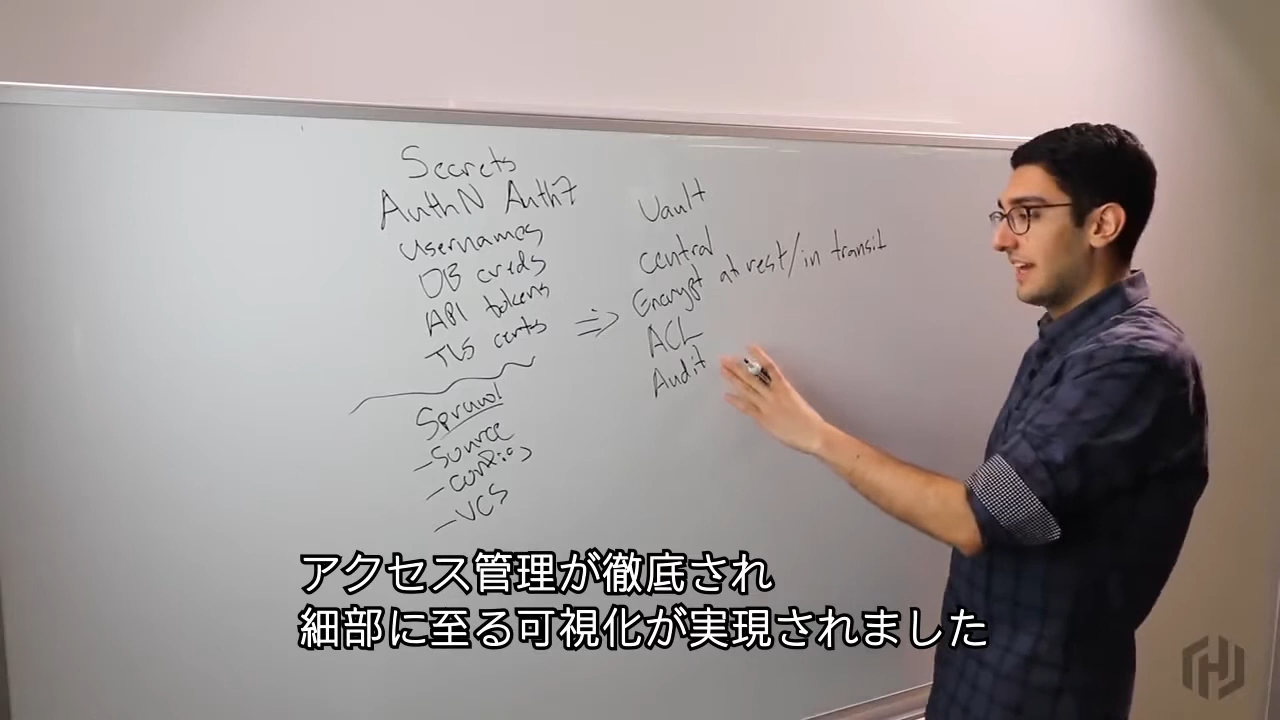 Secrets
AuthN AuthZ
Usernames
DB creds
API tokens
TLS certs
Sprawl
-Source
-config
-VCS
Vault
central
Encrypt at rest/in transit
ACL
Audit
アクセス管理が徹底され
細部に至る可視化が実現されました